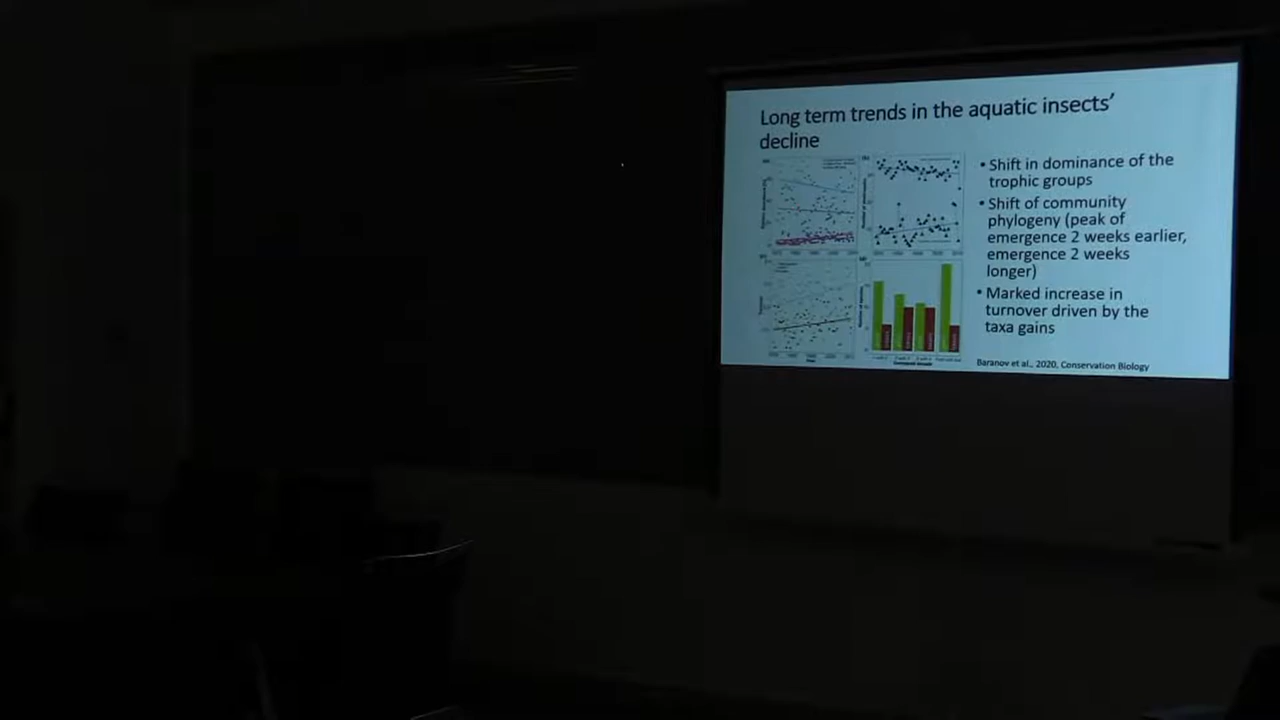 Long term trends in the aquatic insects'
decline
• Shift in dominance of the
trophic groups
• Shift of community
phylogeny (peak of
emergence 2 weeks earlier,
emergence 2 weeks
longer)
• Marked increase in
turnover driven by the
taxa gains
Baranov et al., 2020, Conservation Biology